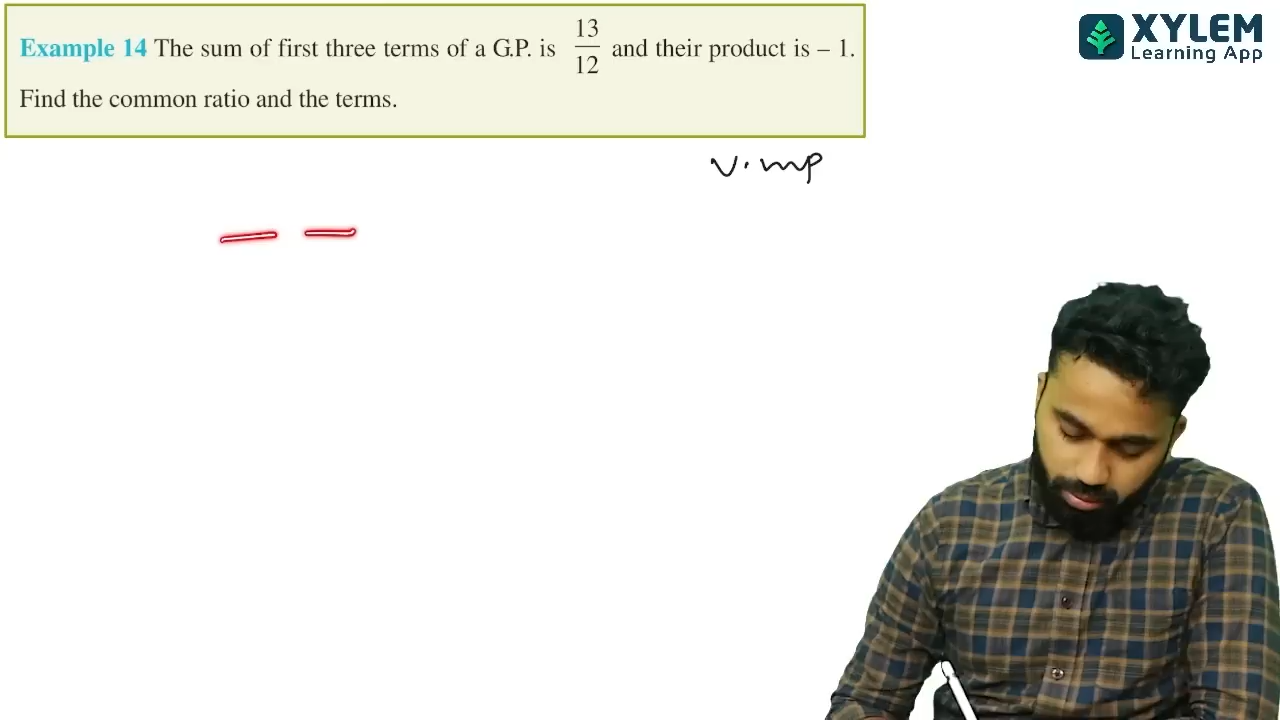 XYLEM
Learning App
Example 14 The sum of first three terms of a G.P. is 13/12 and their product is – 1.
Find the common ratio and the terms.
v.imp